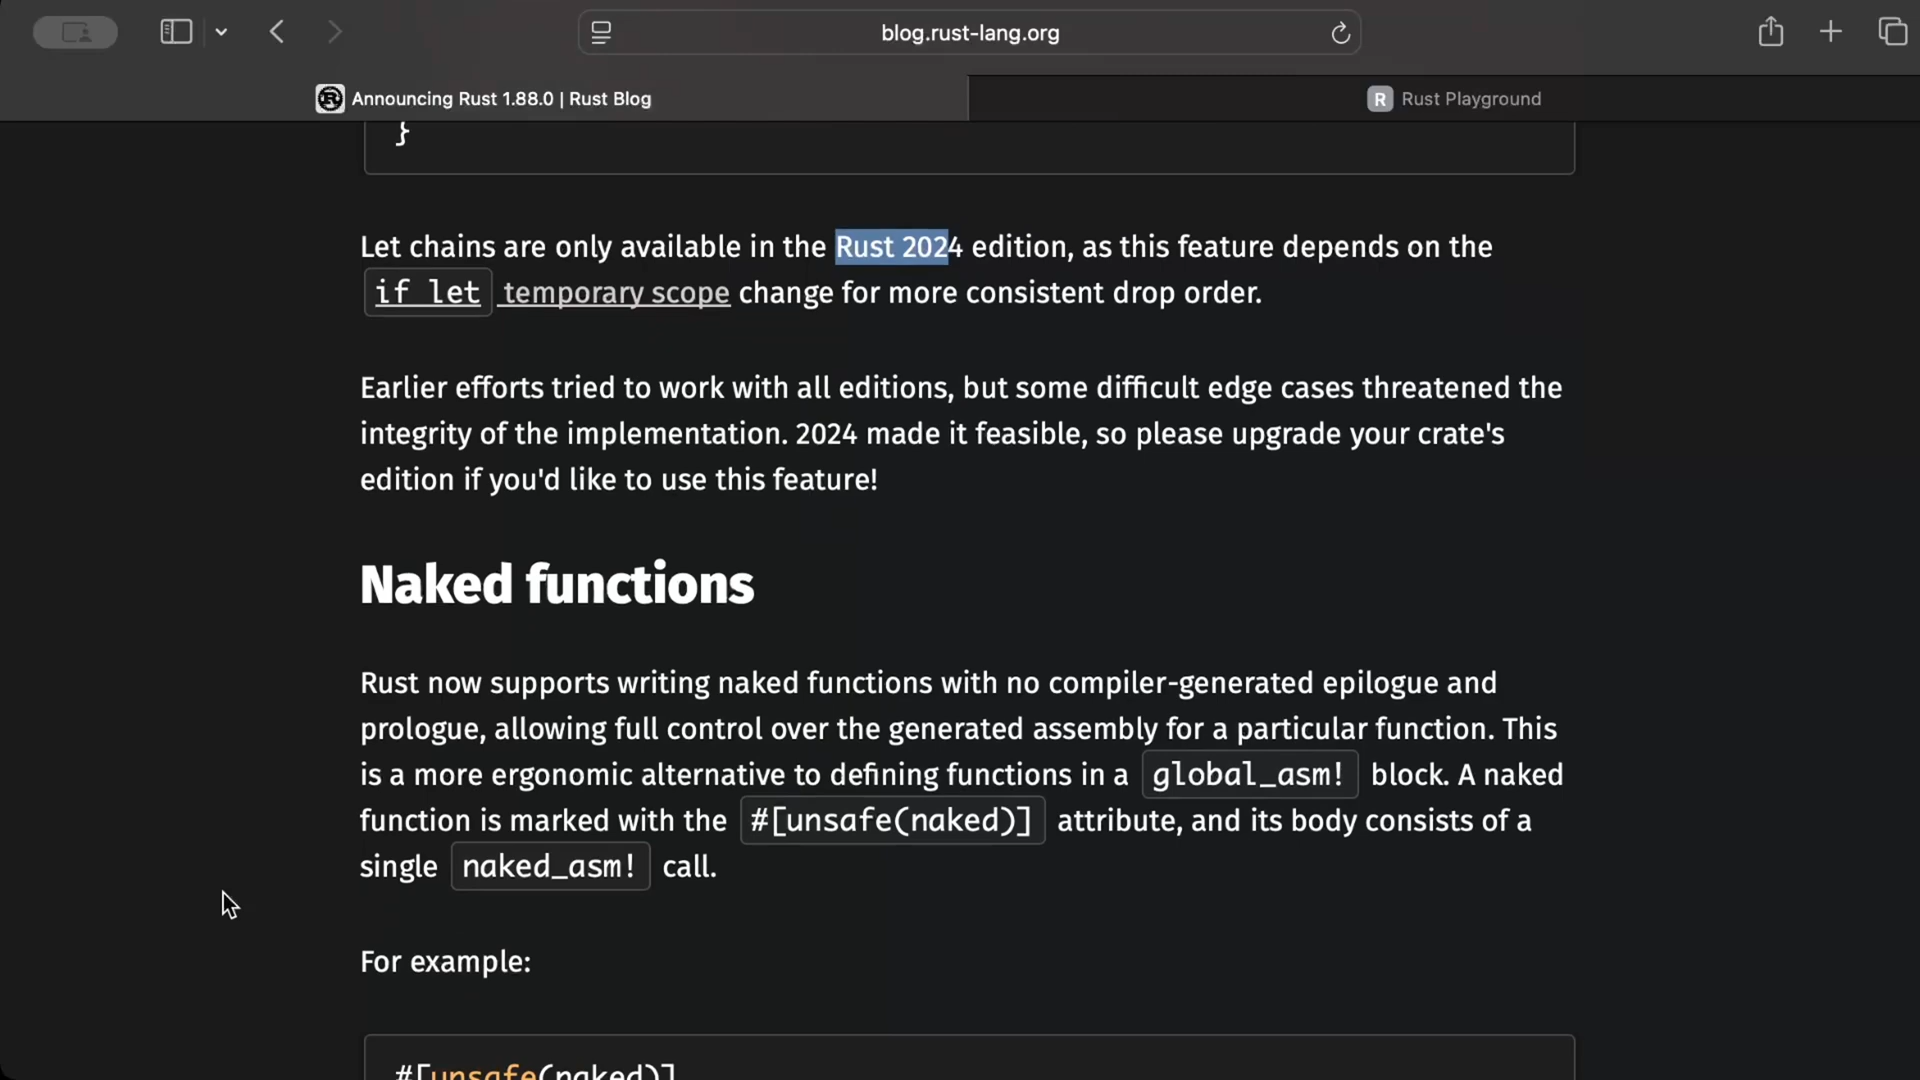 blog.rust-lang.org
Announcing Rust 1.88.0 | Rust Blog
R Rust Playground
}
Let chains are only available in the Rust 2024 edition, as this feature depends on the
if let temporary scope change for more consistent drop order.
Earlier efforts tried to work with all editions, but some difficult edge cases threatened the
integrity of the implementation. 2024 made it feasible, so please upgrade your crate's
edition if you'd like to use this feature!
Naked functions
Rust now supports writing naked functions with no compiler-generated epilogue and
prologue, allowing full control over the generated assembly for a particular function. This
is a more ergonomic alternative to defining functions in a global_asm! block. A naked
function is marked with the #[unsafe(naked)] attribute, and its body consists of a
single naked_asm! call.
For example:
#[unsafe(naked)]